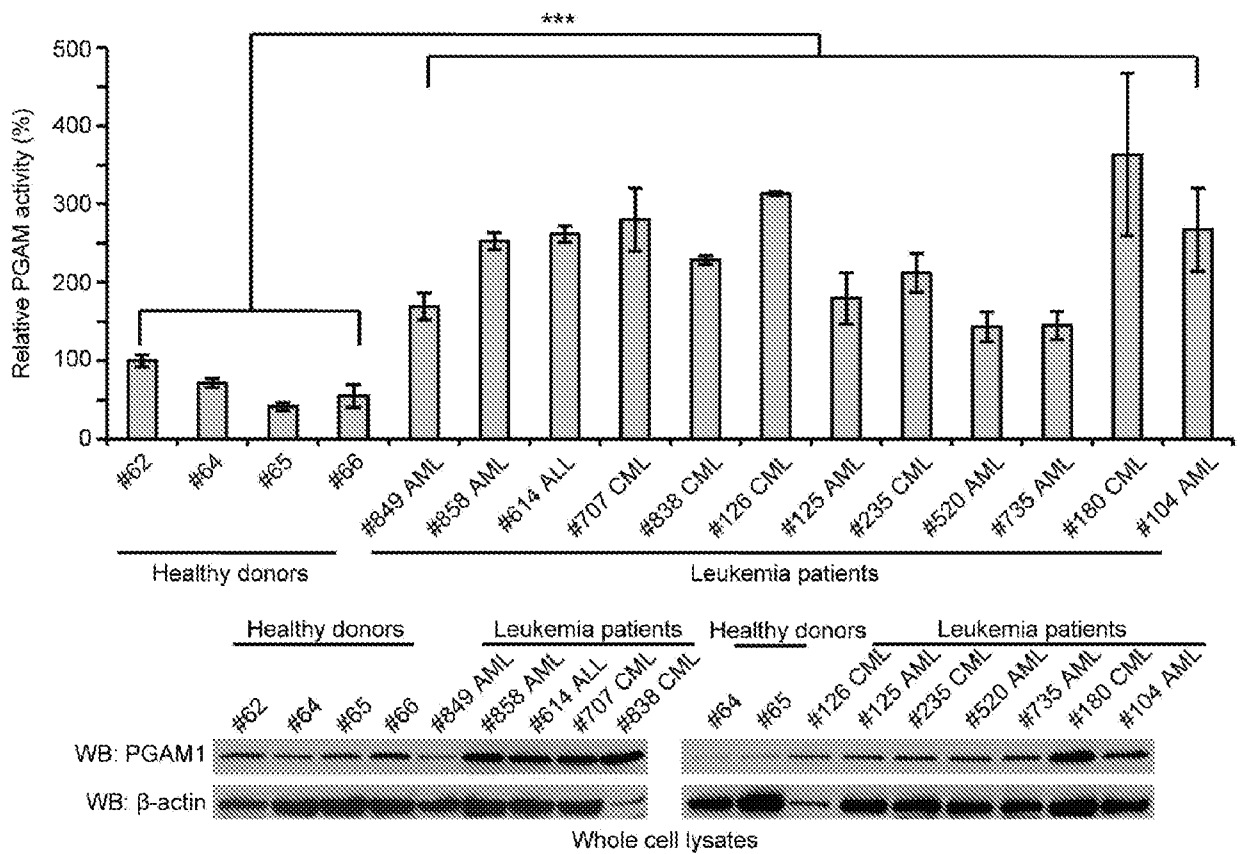 ***
500
400
300
200
100
0
Relative PGAM activity (%)
#62
#64
#65
#66
#849 AML
#858 AML
#614 ALL
#707 CML
#838 CML
#126 CML
#125 AML
#235 CML
#520 AML
#735 AML
#180 CML
#104 AML
Healthy donors
Leukemia patients
Healthy donors
Leukemia patients
Healthy donors
Leukemia patients
#62
#64
#65
#66
#849 AML
#858 AML
#614 ALL
#707 CML
#838 CML
#64
#65
#126 CML
#125 AML
#235 CML
#520 AML
#735 AML
#180 CML
#104 AML
WB: PGAM1
WB: β-actin
Whole cell lysates